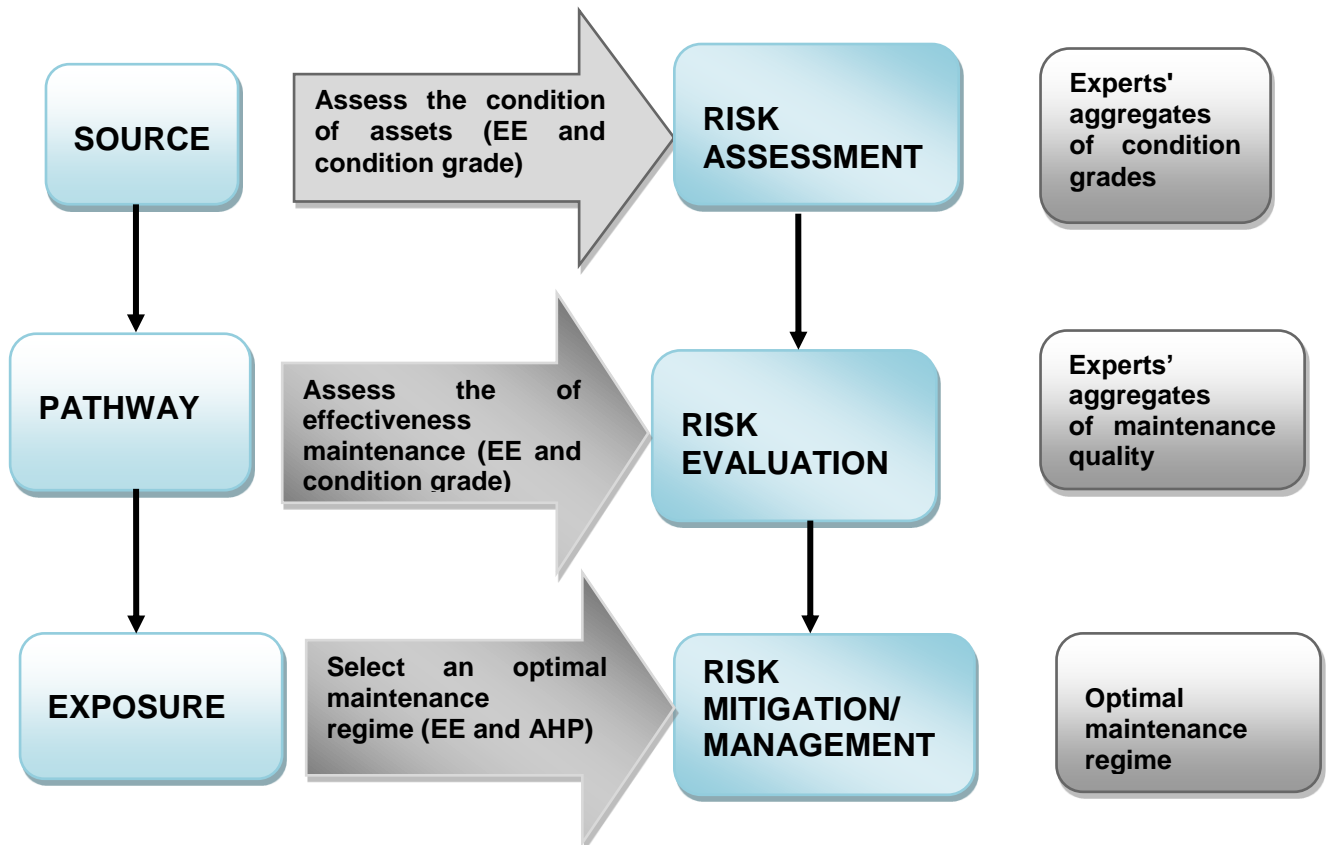 SOURCE
Assess the condition
of assets (EE and
condition grade)
RISK
ASSESSMENT
Experts'
aggregates
of condition
grades
PATHWAY
Assess the of
effectiveness
maintenance (EE and
condition grade)
RISK
EVALUATION
Experts’
aggregates
of maintenance
quality
EXPOSURE
Select an optimal
maintenance
regime (EE and AHP)
RISK
MITIGATION/
MANAGEMENT
Optimal
maintenance
regime